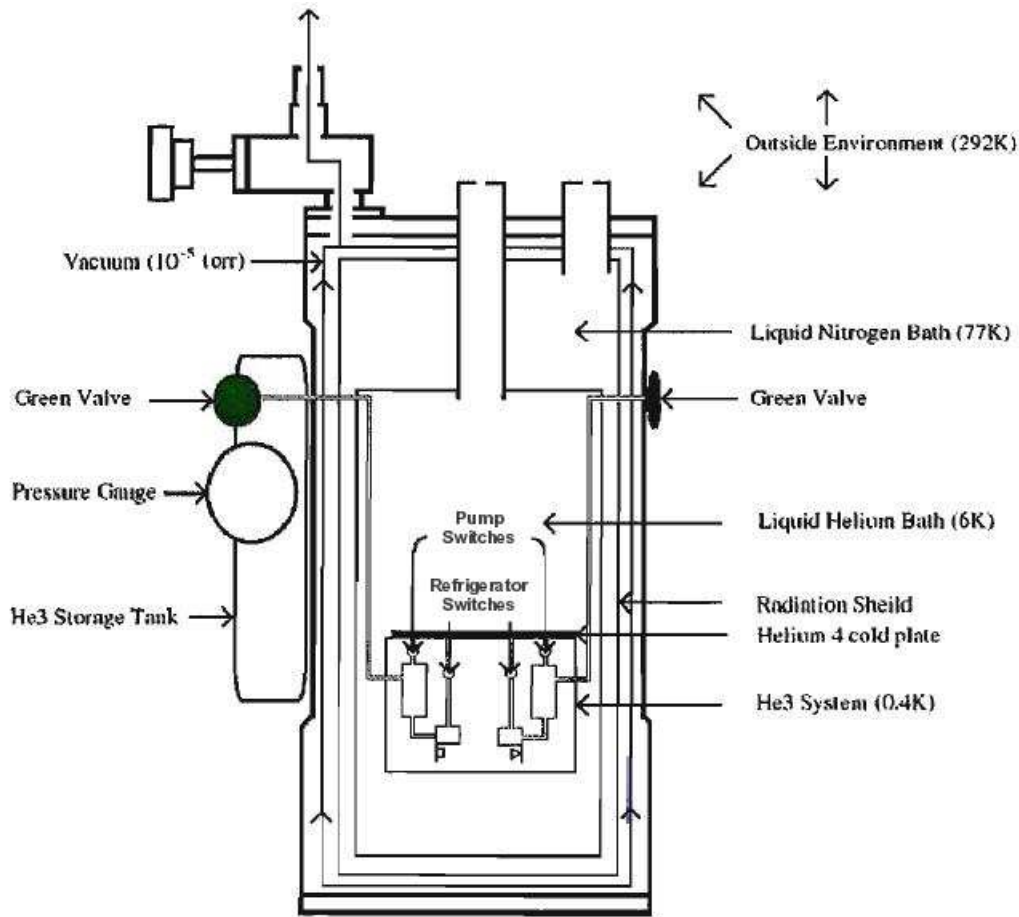 Outside Environment (292K)
Vacuum (10⁻⁵ torr)
Liquid Nitrogen Bath (77K)
Green Valve
Green Valve
Pressure Gauge
Pump
Switches
Liquid Helium Bath (6K)
Refrigerator
Switches
He3 Storage Tank
Radiation Sheild
Helium 4 cold plate
He3 System (0.4K)